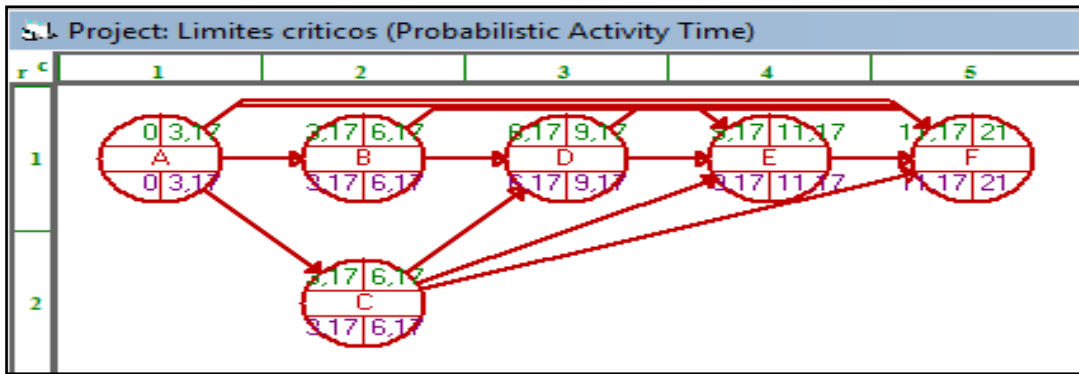 Project: Limites criticos (Probabilistic Activity Time)
r c 1 2 3 4 5
0 3,17 3,17 6,17 6,17 9,17 9,17 11,17 11,17 21
1 A B D E F
0 3,17 3,17 6,17 6,17 9,17 9,17 11,17 11,17 21
3,17 6,17
2 C
3,17 6,17